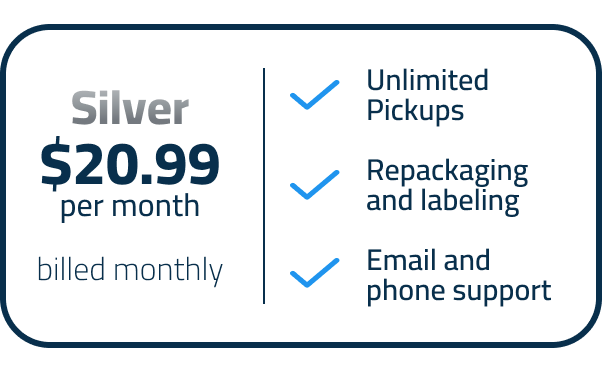 Silver
$20.99
per month
billed monthly
Unlimited
Pickups
Repackaging
and labeling
Email and
phone support